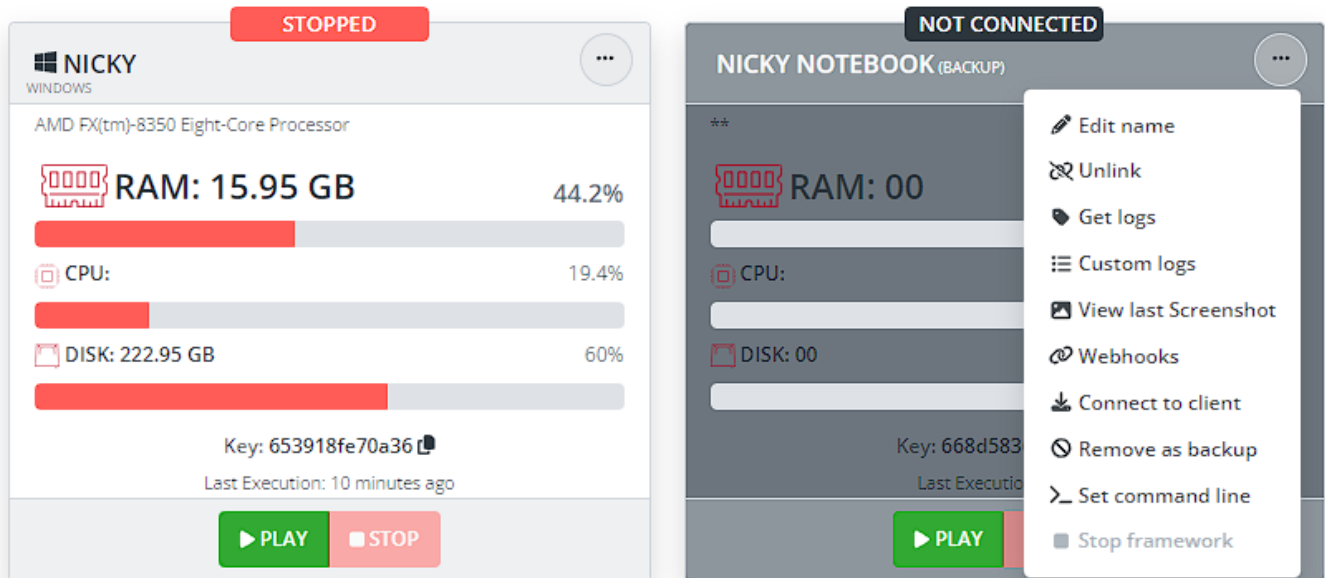 STOPPED
NICKY
WINDOWS
AMD FX(tm)-8350 Eight-Core Processor
RAM: 15.95 GB
44.2%
CPU:
19.4%
DISK: 222.95 GB
60%
Key: 653918fe70a36
Last Execution: 10 minutes ago
PLAY
STOP
NOT CONNECTED
NICKY NOTEBOOK (BACKUP)
**
RAM: 00
CPU:
DISK: 00
Key: 668d583
Last Executio
PLAY
Edit name
Unlink
Get logs
Custom logs
View last Screenshot
Webhooks
Connect to client
Remove as backup
Set command line
Stop framework